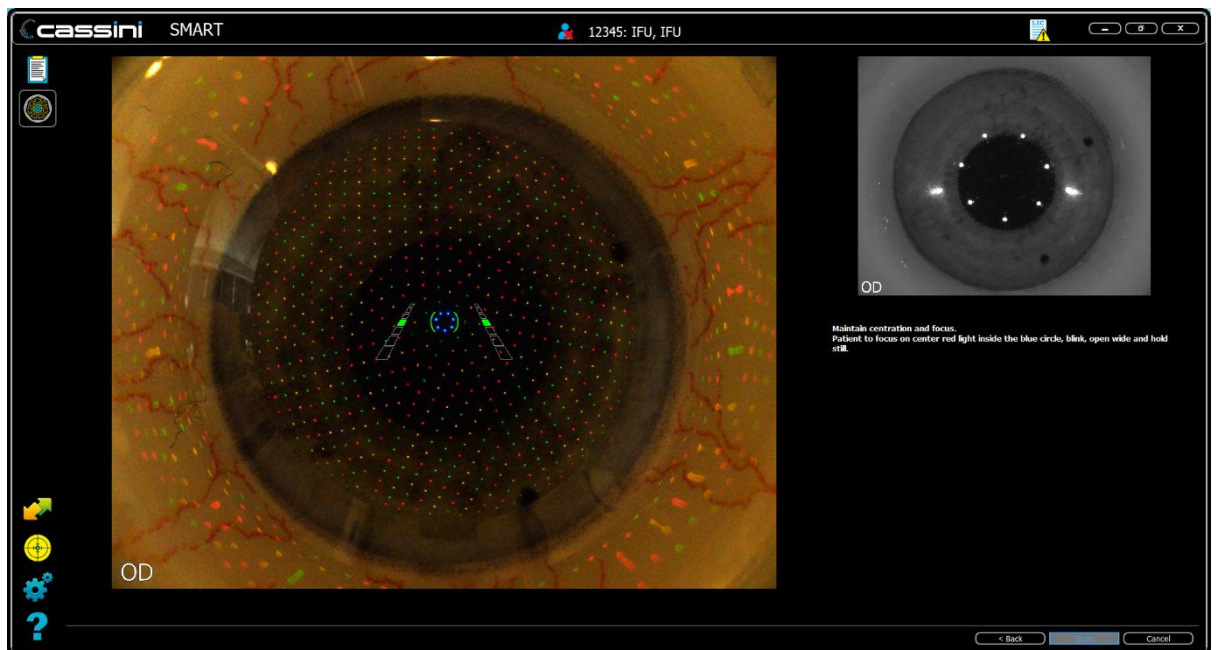 cassini
SMART
12345: IFU, IFU
LIC
OD
OD
Maintain centration and focus.
Patient to focus on center red light inside the blue circle, blink, open wide and hold
still.
?
< Back
Cancel